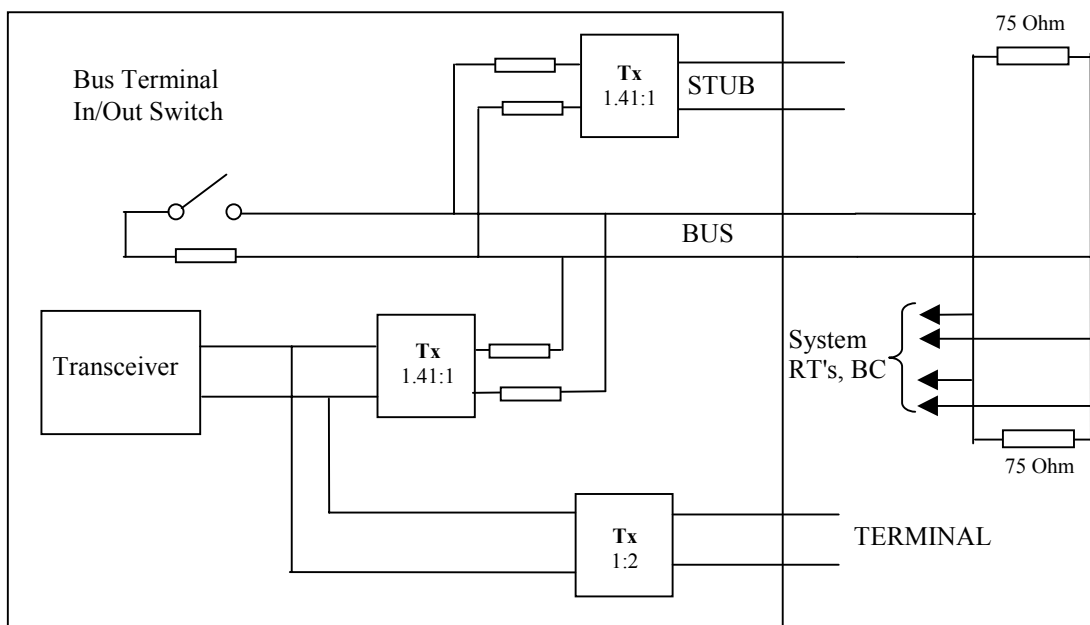 75 Ohm
Bus Terminal
In/Out Switch
Tx
1.41:1
STUB
BUS
Transceiver
Tx
1.41:1
System
RT's, BC
75 Ohm
Tx
1:2
TERMINAL